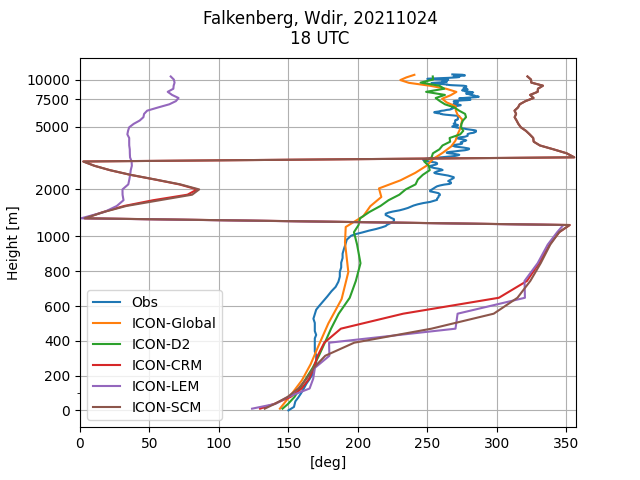 Falkenberg, Wdir, 20211024
18 UTC
Height [m]
10000
7500
5000
2000
1000
800
600
400
200
0
Obs
ICON-Global
ICON-D2
ICON-CRM
ICON-LEM
ICON-SCM
0 50 100 150 200 250 300 350
[deg]